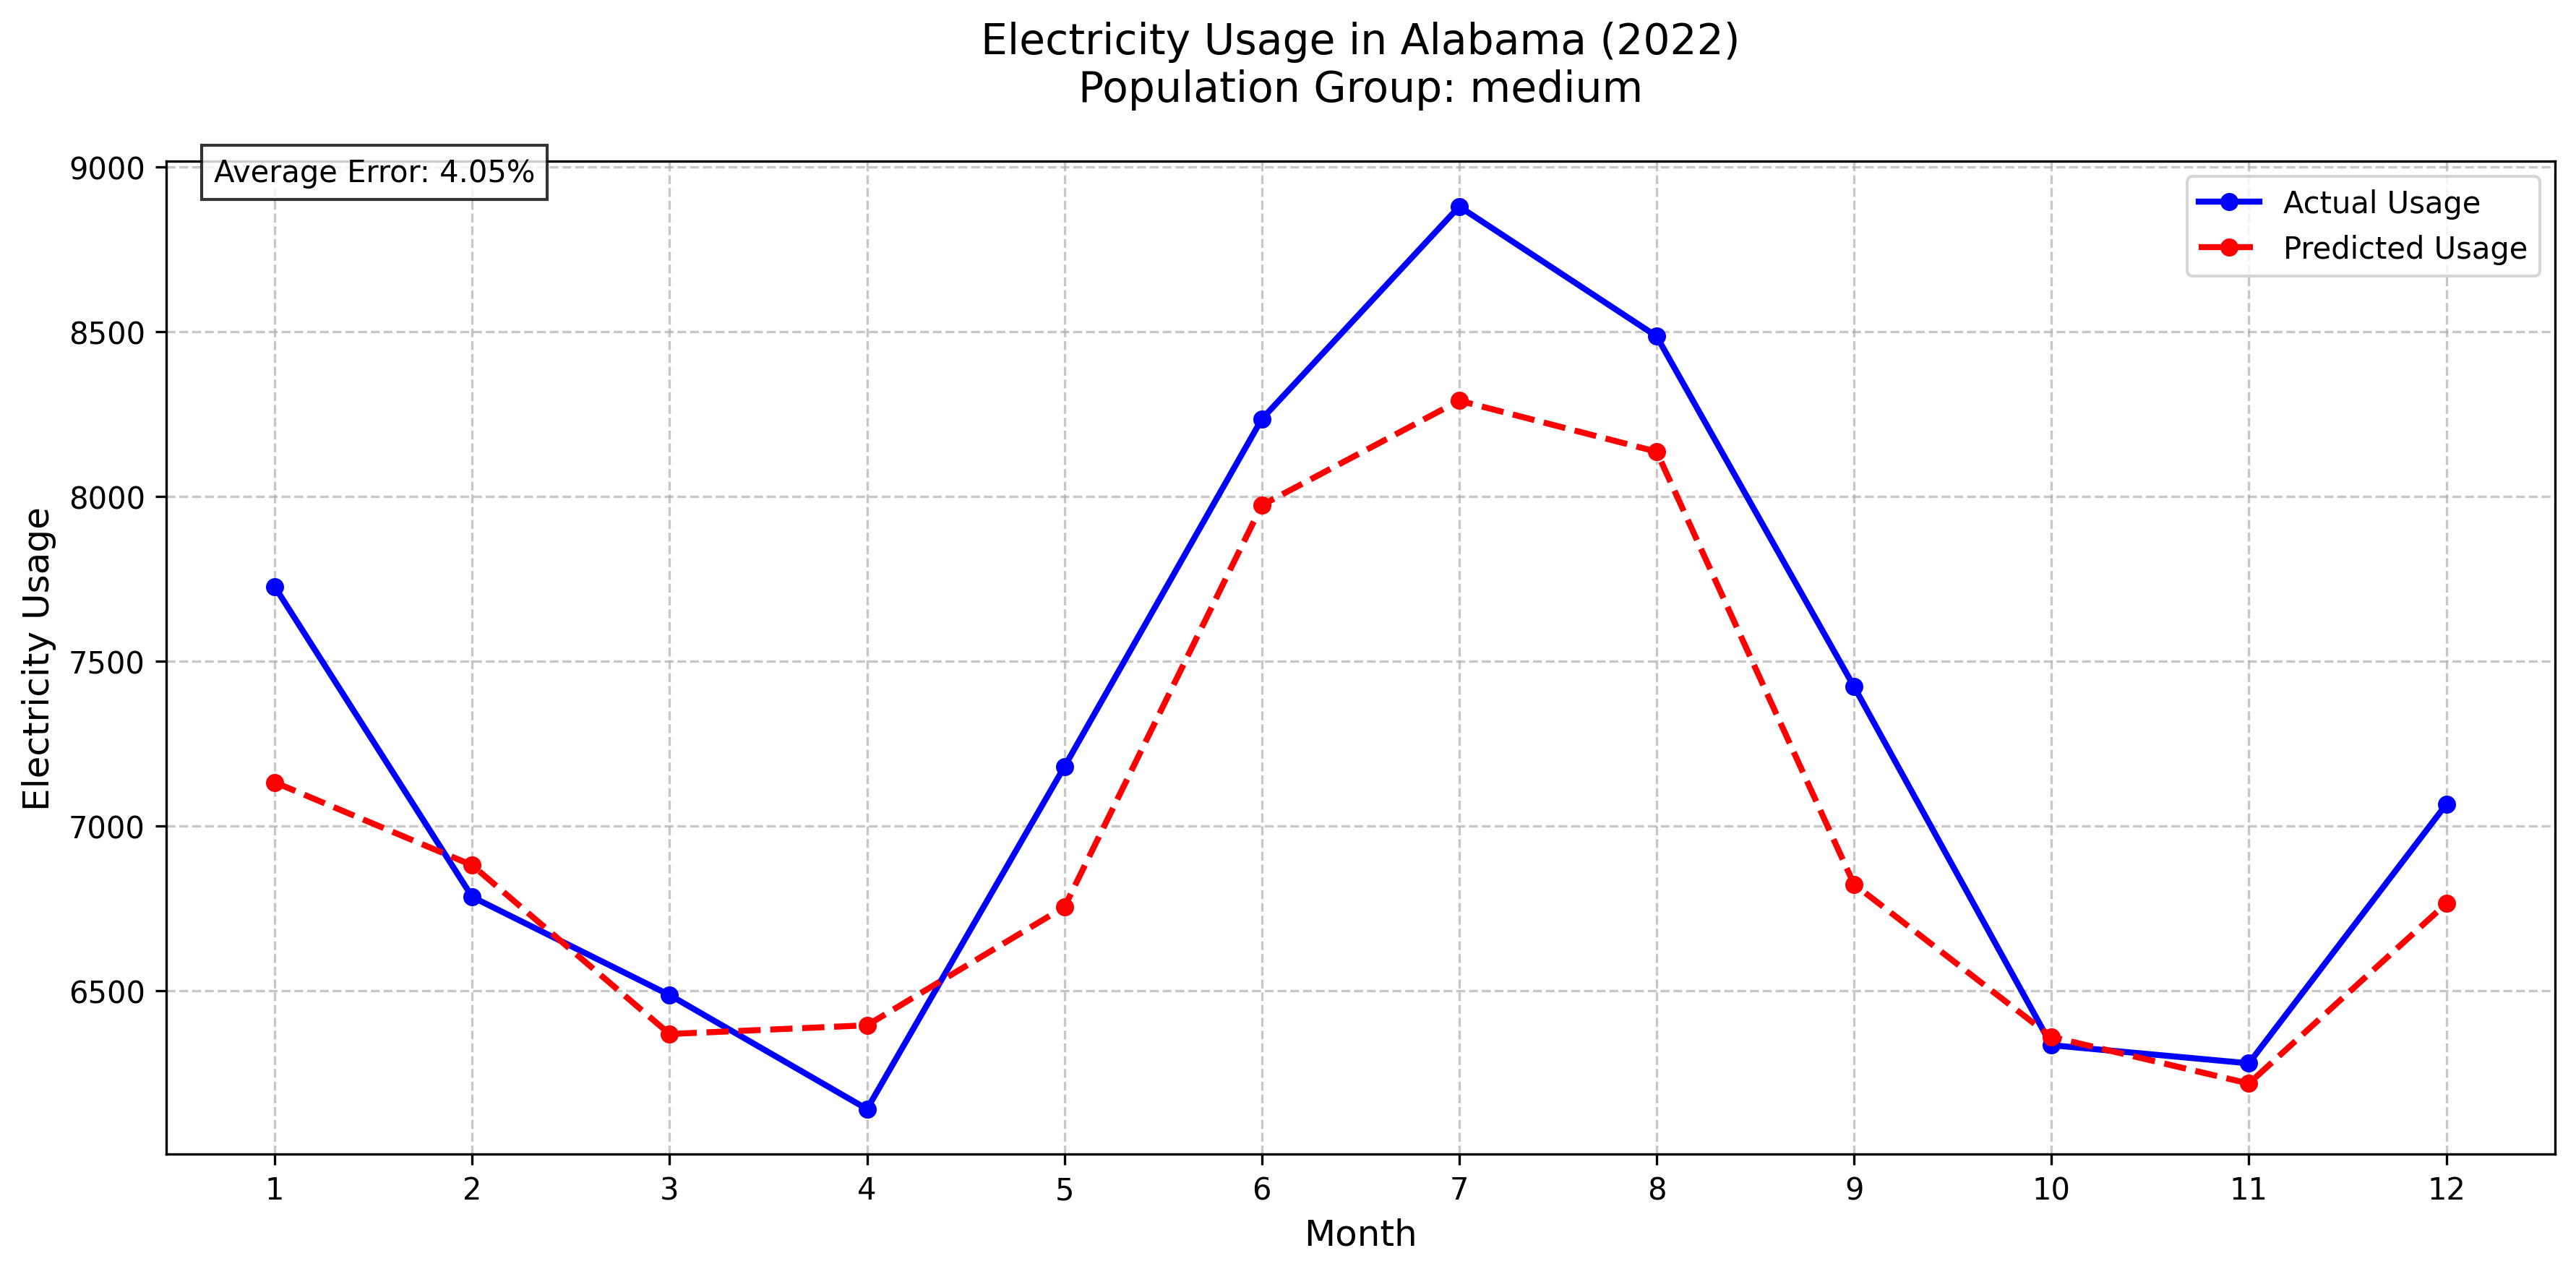 Electricity Usage in Alabama (2022)
Population Group: medium
Average Error: 4.05%
Actual Usage
Predicted Usage
Electricity Usage
9000
8500
8000
7500
7000
6500
1 2 3 4 5 6 7 8 9 10 11 12
Month